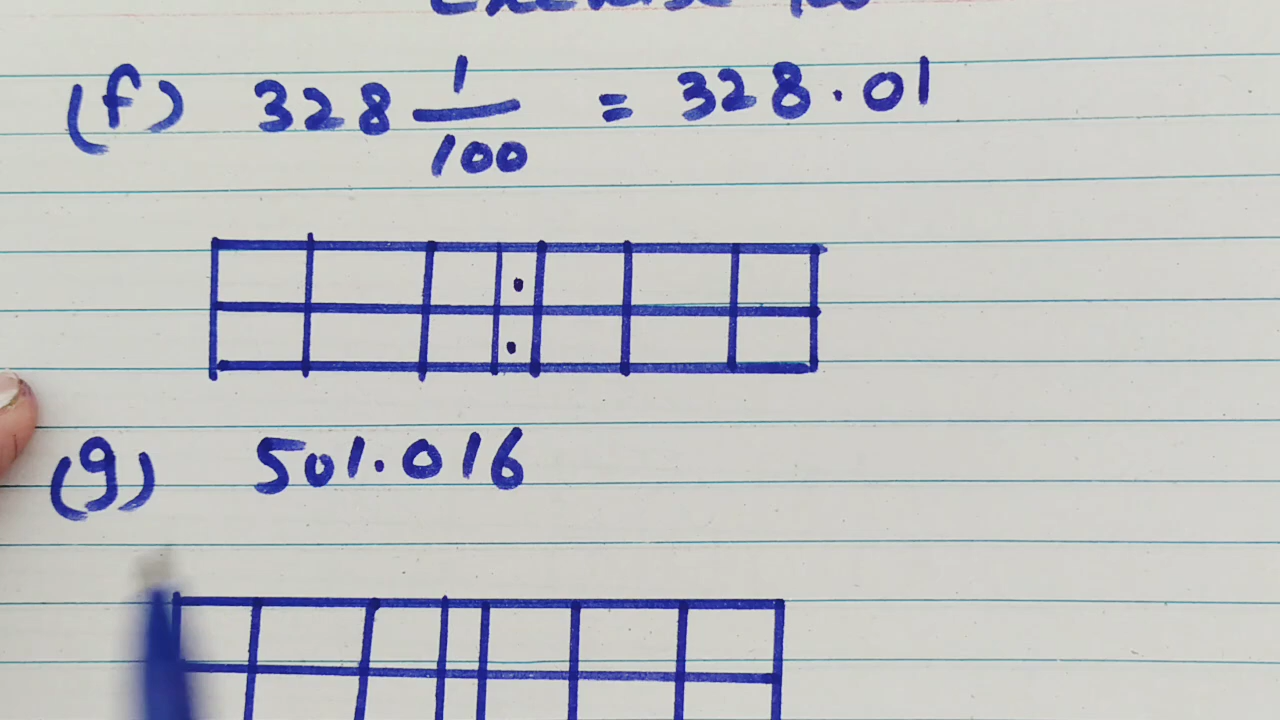 (f) 328 1/100 = 328.01
(g) 501.016